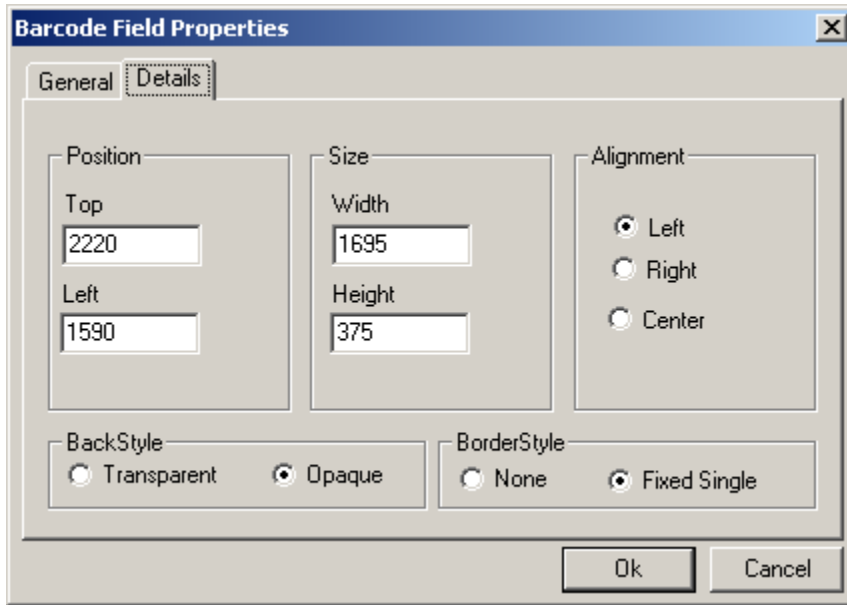 Barcode Field Properties
General Details
Position
Top
2220
Left
1590
Size
Width
1695
Height
375
Alignment
Left
Right
Center
BackStyle
Transparent Opaque
BorderStyle
None Fixed Single
Ok Cancel